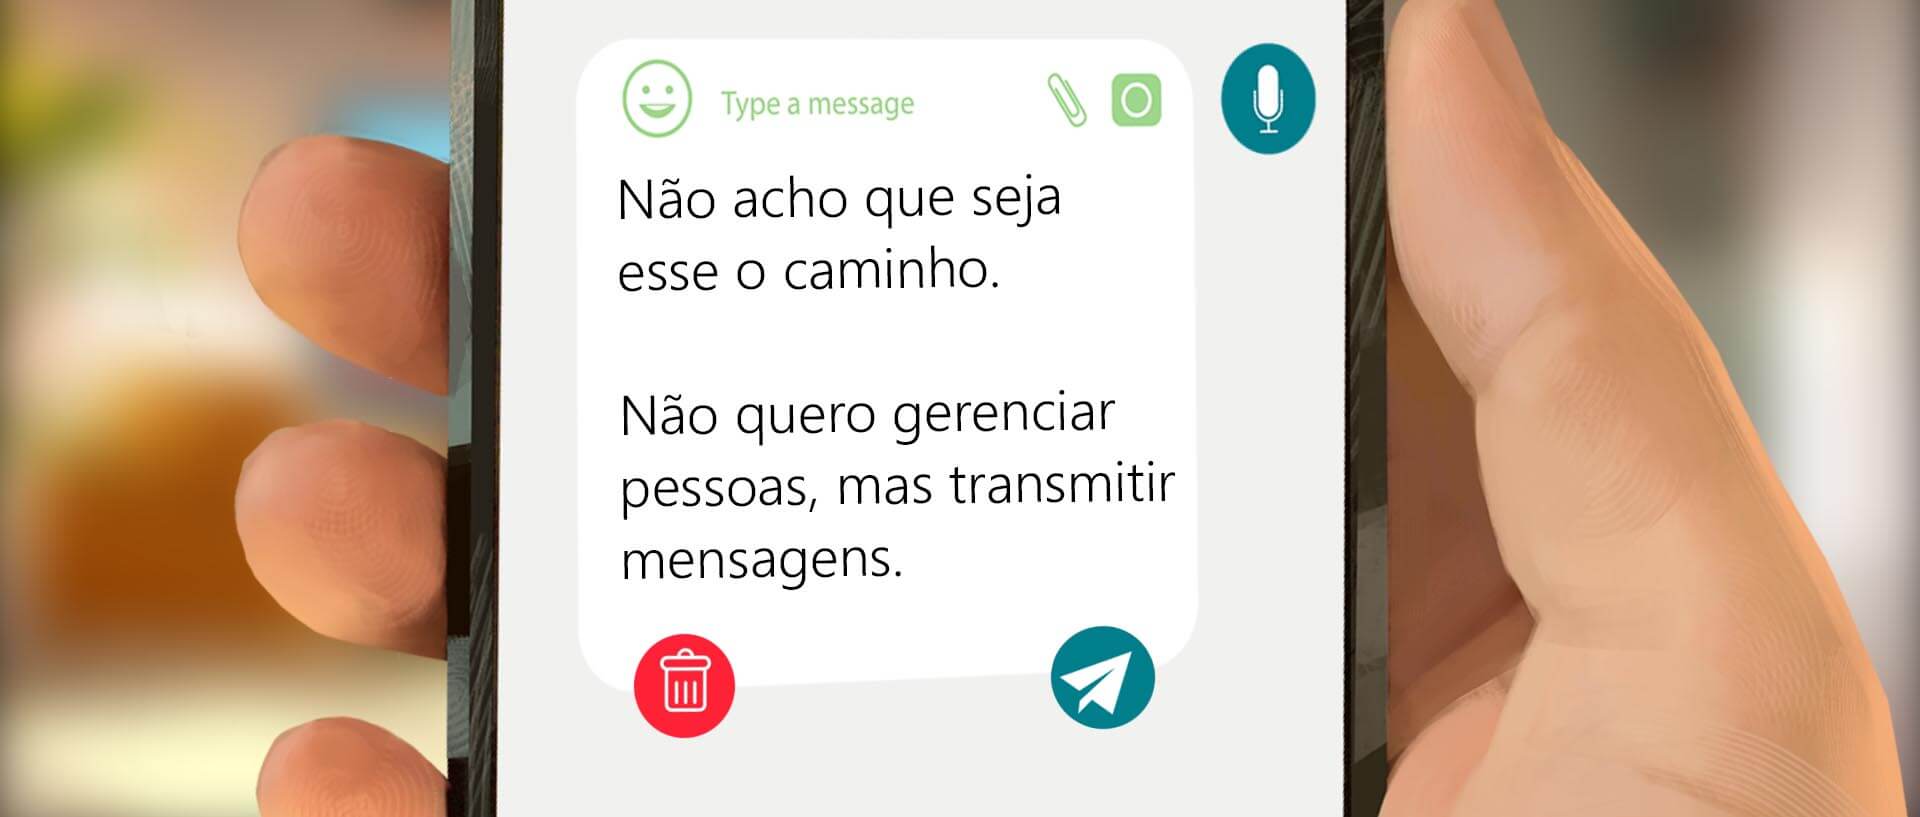 Type a message
Não acho que seja
esse o caminho.
Não quero gerenciar
pessoas, mas transmitir
mensagens.